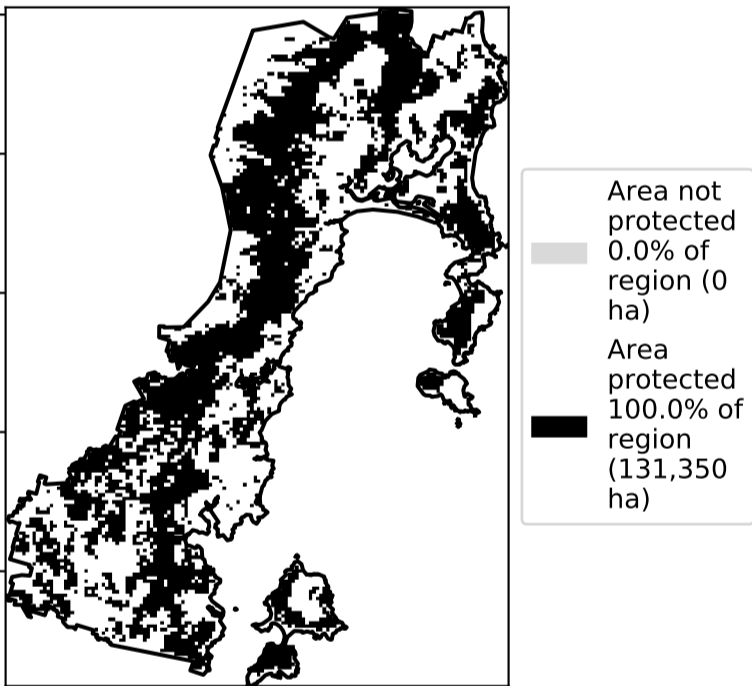 Area not
protected
0.0% of
region (0
ha)
Area
protected
100.0% of
region
(131,350
ha)